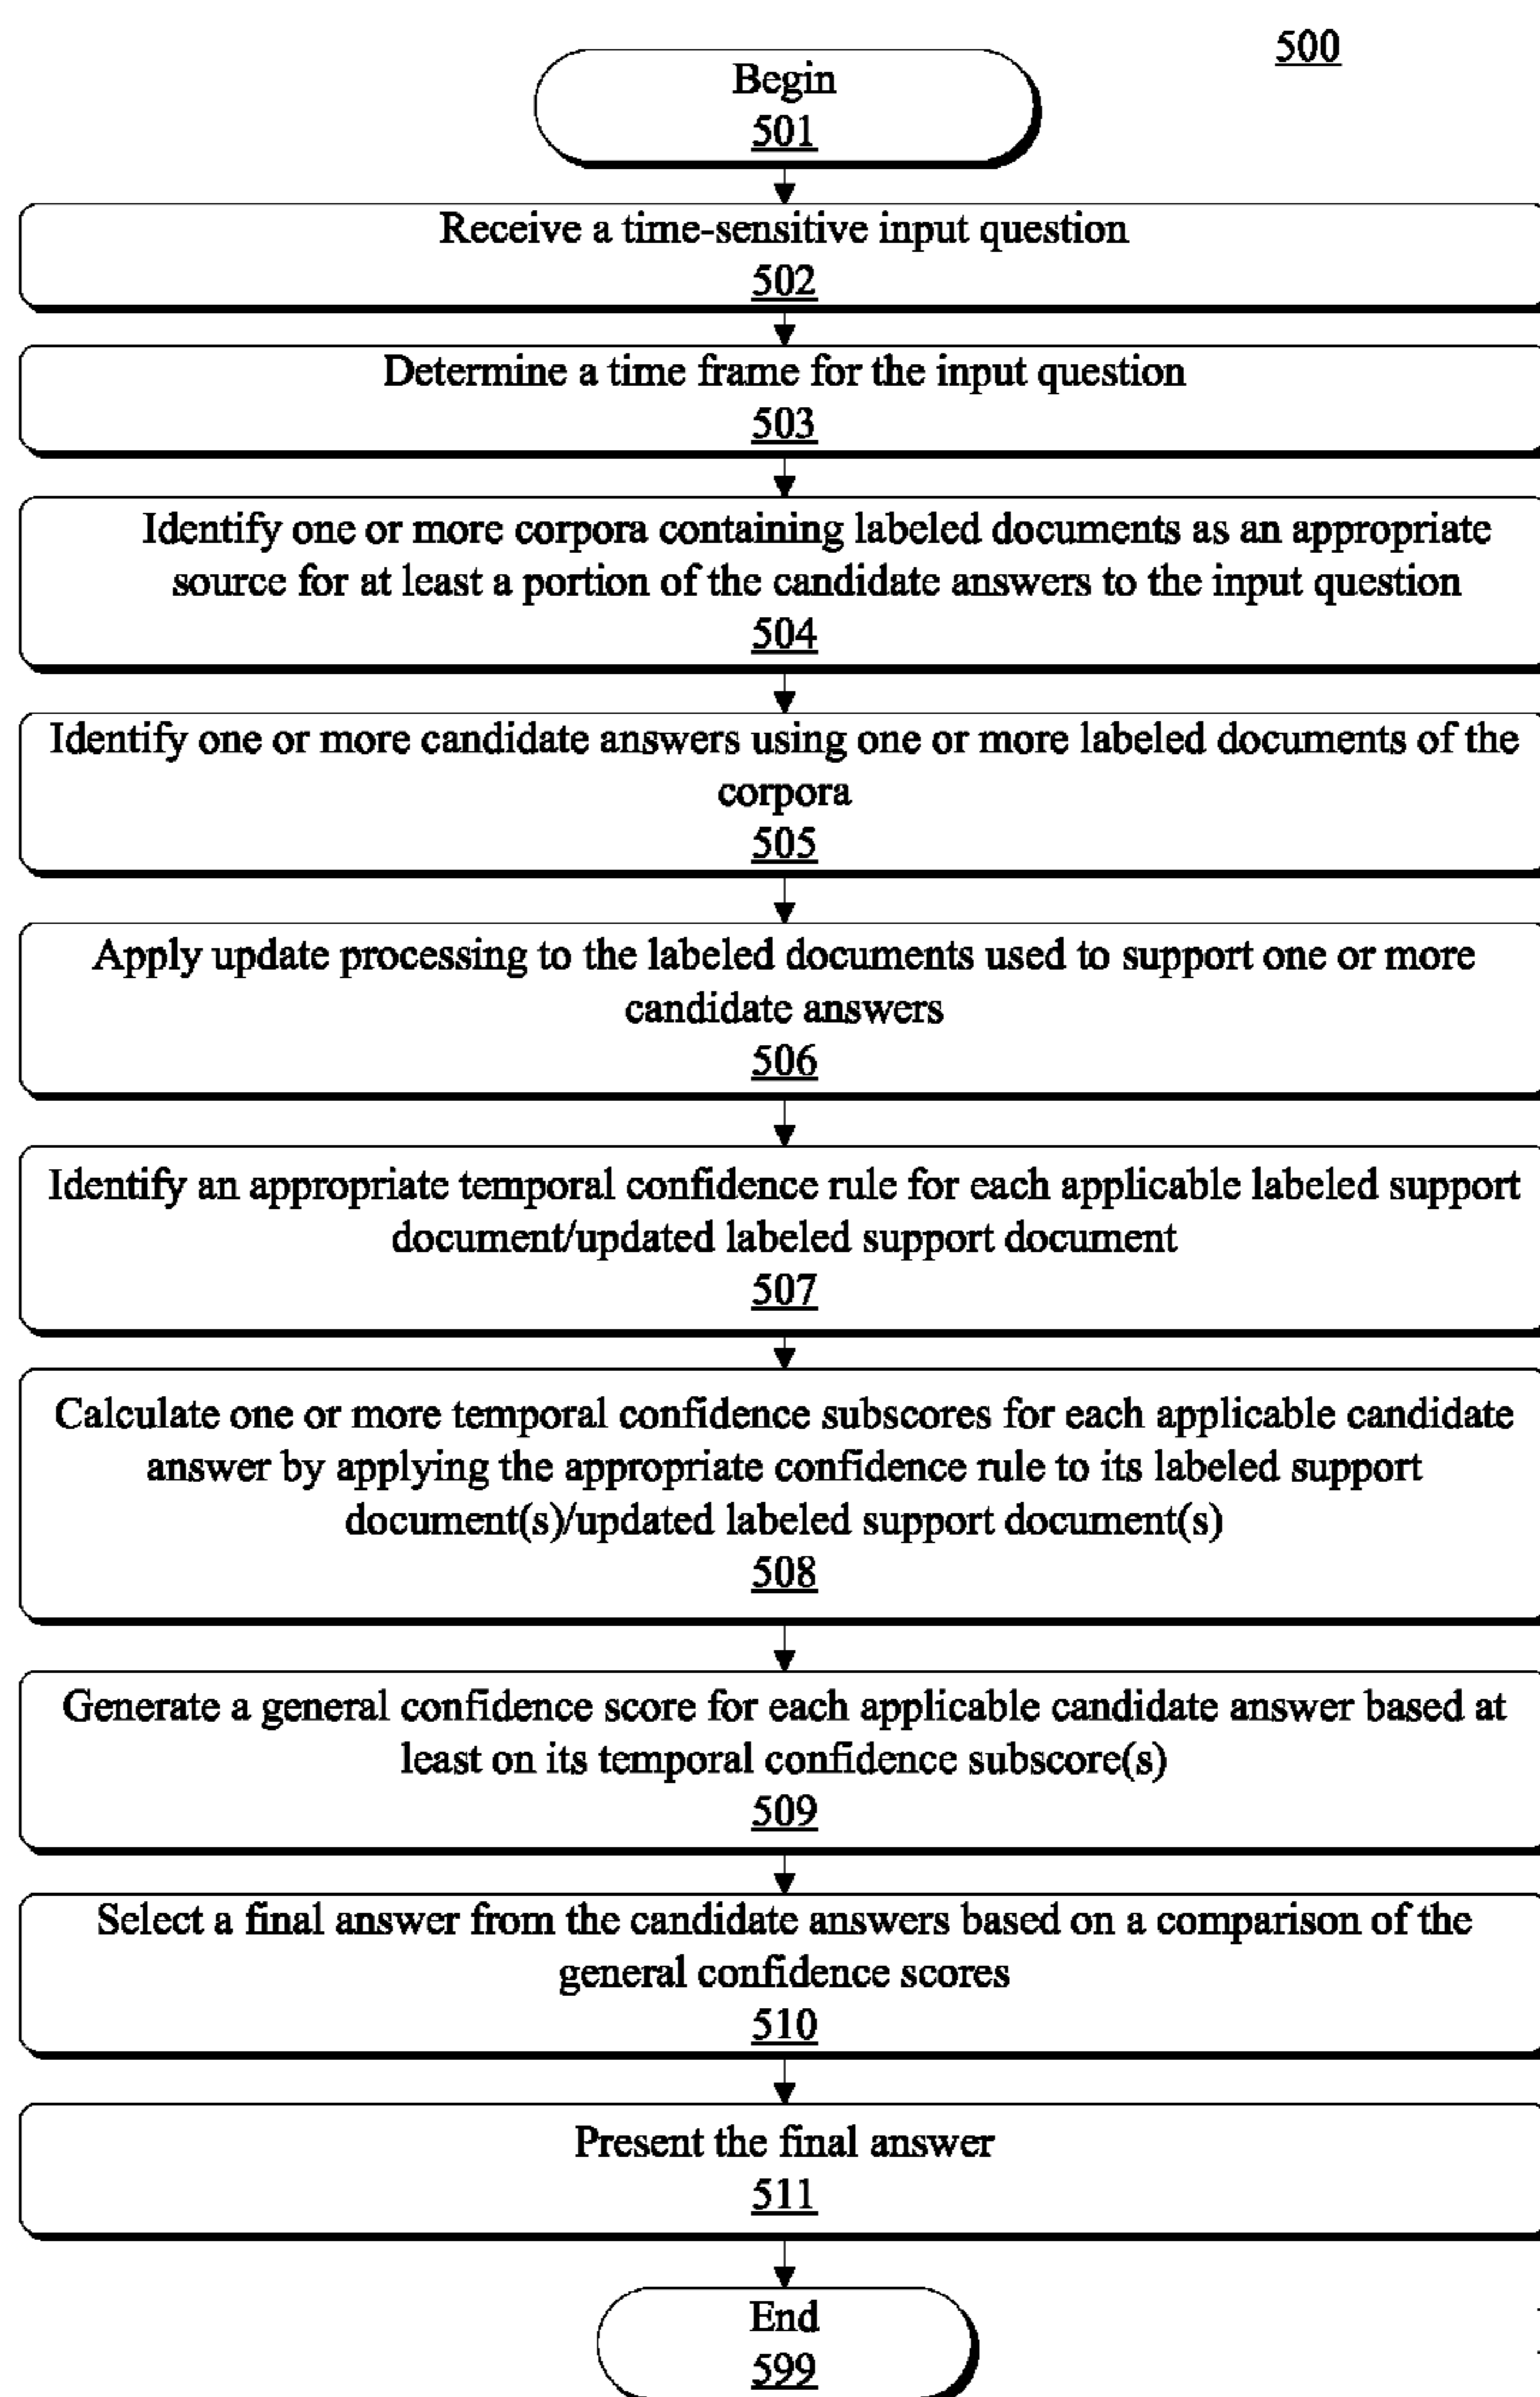 500
Begin
501
Receive a time-sensitive input question
502
Determine a time frame for the input question
503
Identify one or more corpora containing labeled documents as an appropriate
source for at least a portion of the candidate answers to the input question
504
Identify one or more candidate answers using one or more labeled documents of the
corpora
505
Apply update processing to the labeled documents used to support one or more
candidate answers
506
Identify an appropriate temporal confidence rule for each applicable labeled support
document/updated labeled support document
507
Calculate one or more temporal confidence subscores for each applicable candidate
answer by applying the appropriate confidence rule to its labeled support
document(s)/updated labeled support document(s)
508
Generate a general confidence score for each applicable candidate answer based at
least on its temporal confidence subscore(s)
509
Select a final answer from the candidate answers based on a comparison of the
general confidence scores
510
Present the final answer
511
End
599